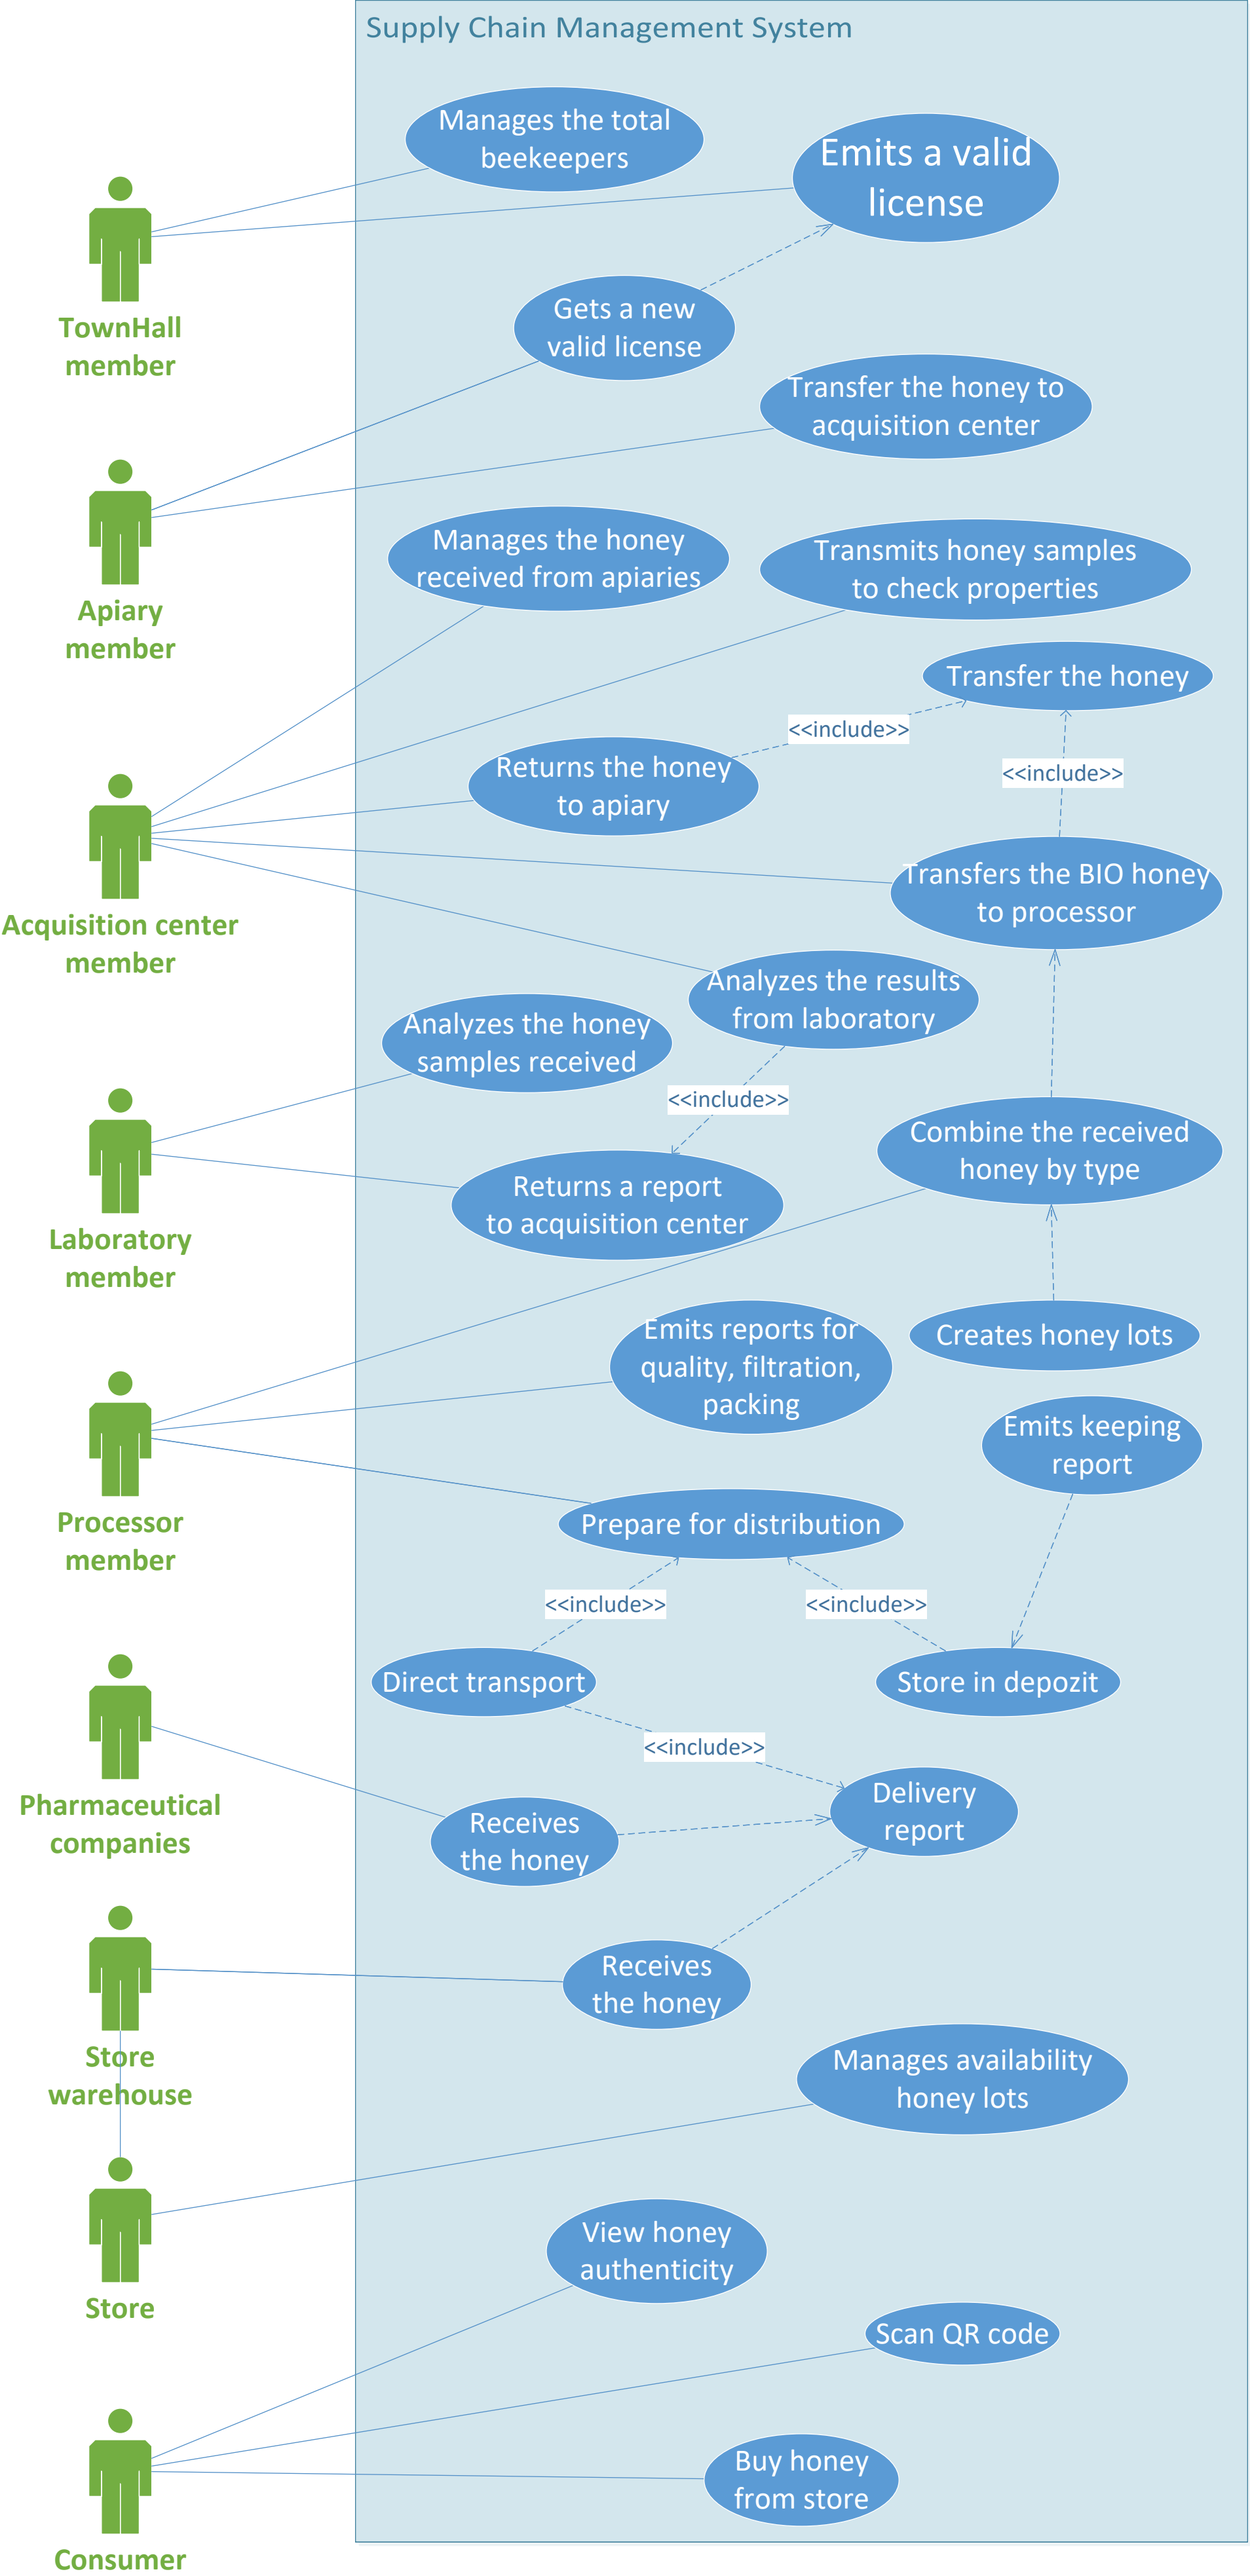 Supply Chain Management System
Manages the total
beekeepers
Emits a valid
license
TownHall
member
Gets a new
valid license
Transfer the honey to
acquisition center
Apiary
member
Manages the honey
received from apiaries
Transmits honey samples
to check properties
Transfer the honey
<<include>>
Returns the honey
to apiary
<<include>>
Acquisition center
member
Transfers the BIO honey
to processor
Analyzes the results
from laboratory
Analyzes the honey
samples received
<<include>>
Combine the received
honey by type
Returns a report
to acquisition center
Laboratory
member
Emits reports for
quality, filtration,
packing
Creates honey lots
Emits keeping
report
Processor
member
Prepare for distribution
<<include>>
<<include>>
Direct transport
Store in depozit
<<include>>
Pharmaceutical
companies
Delivery
report
Receives
the honey
Receives
the honey
Store
warehouse
Manages availability
honey lots
Store
View honey
authenticity
Scan QR code
Buy honey
from store
Consumer